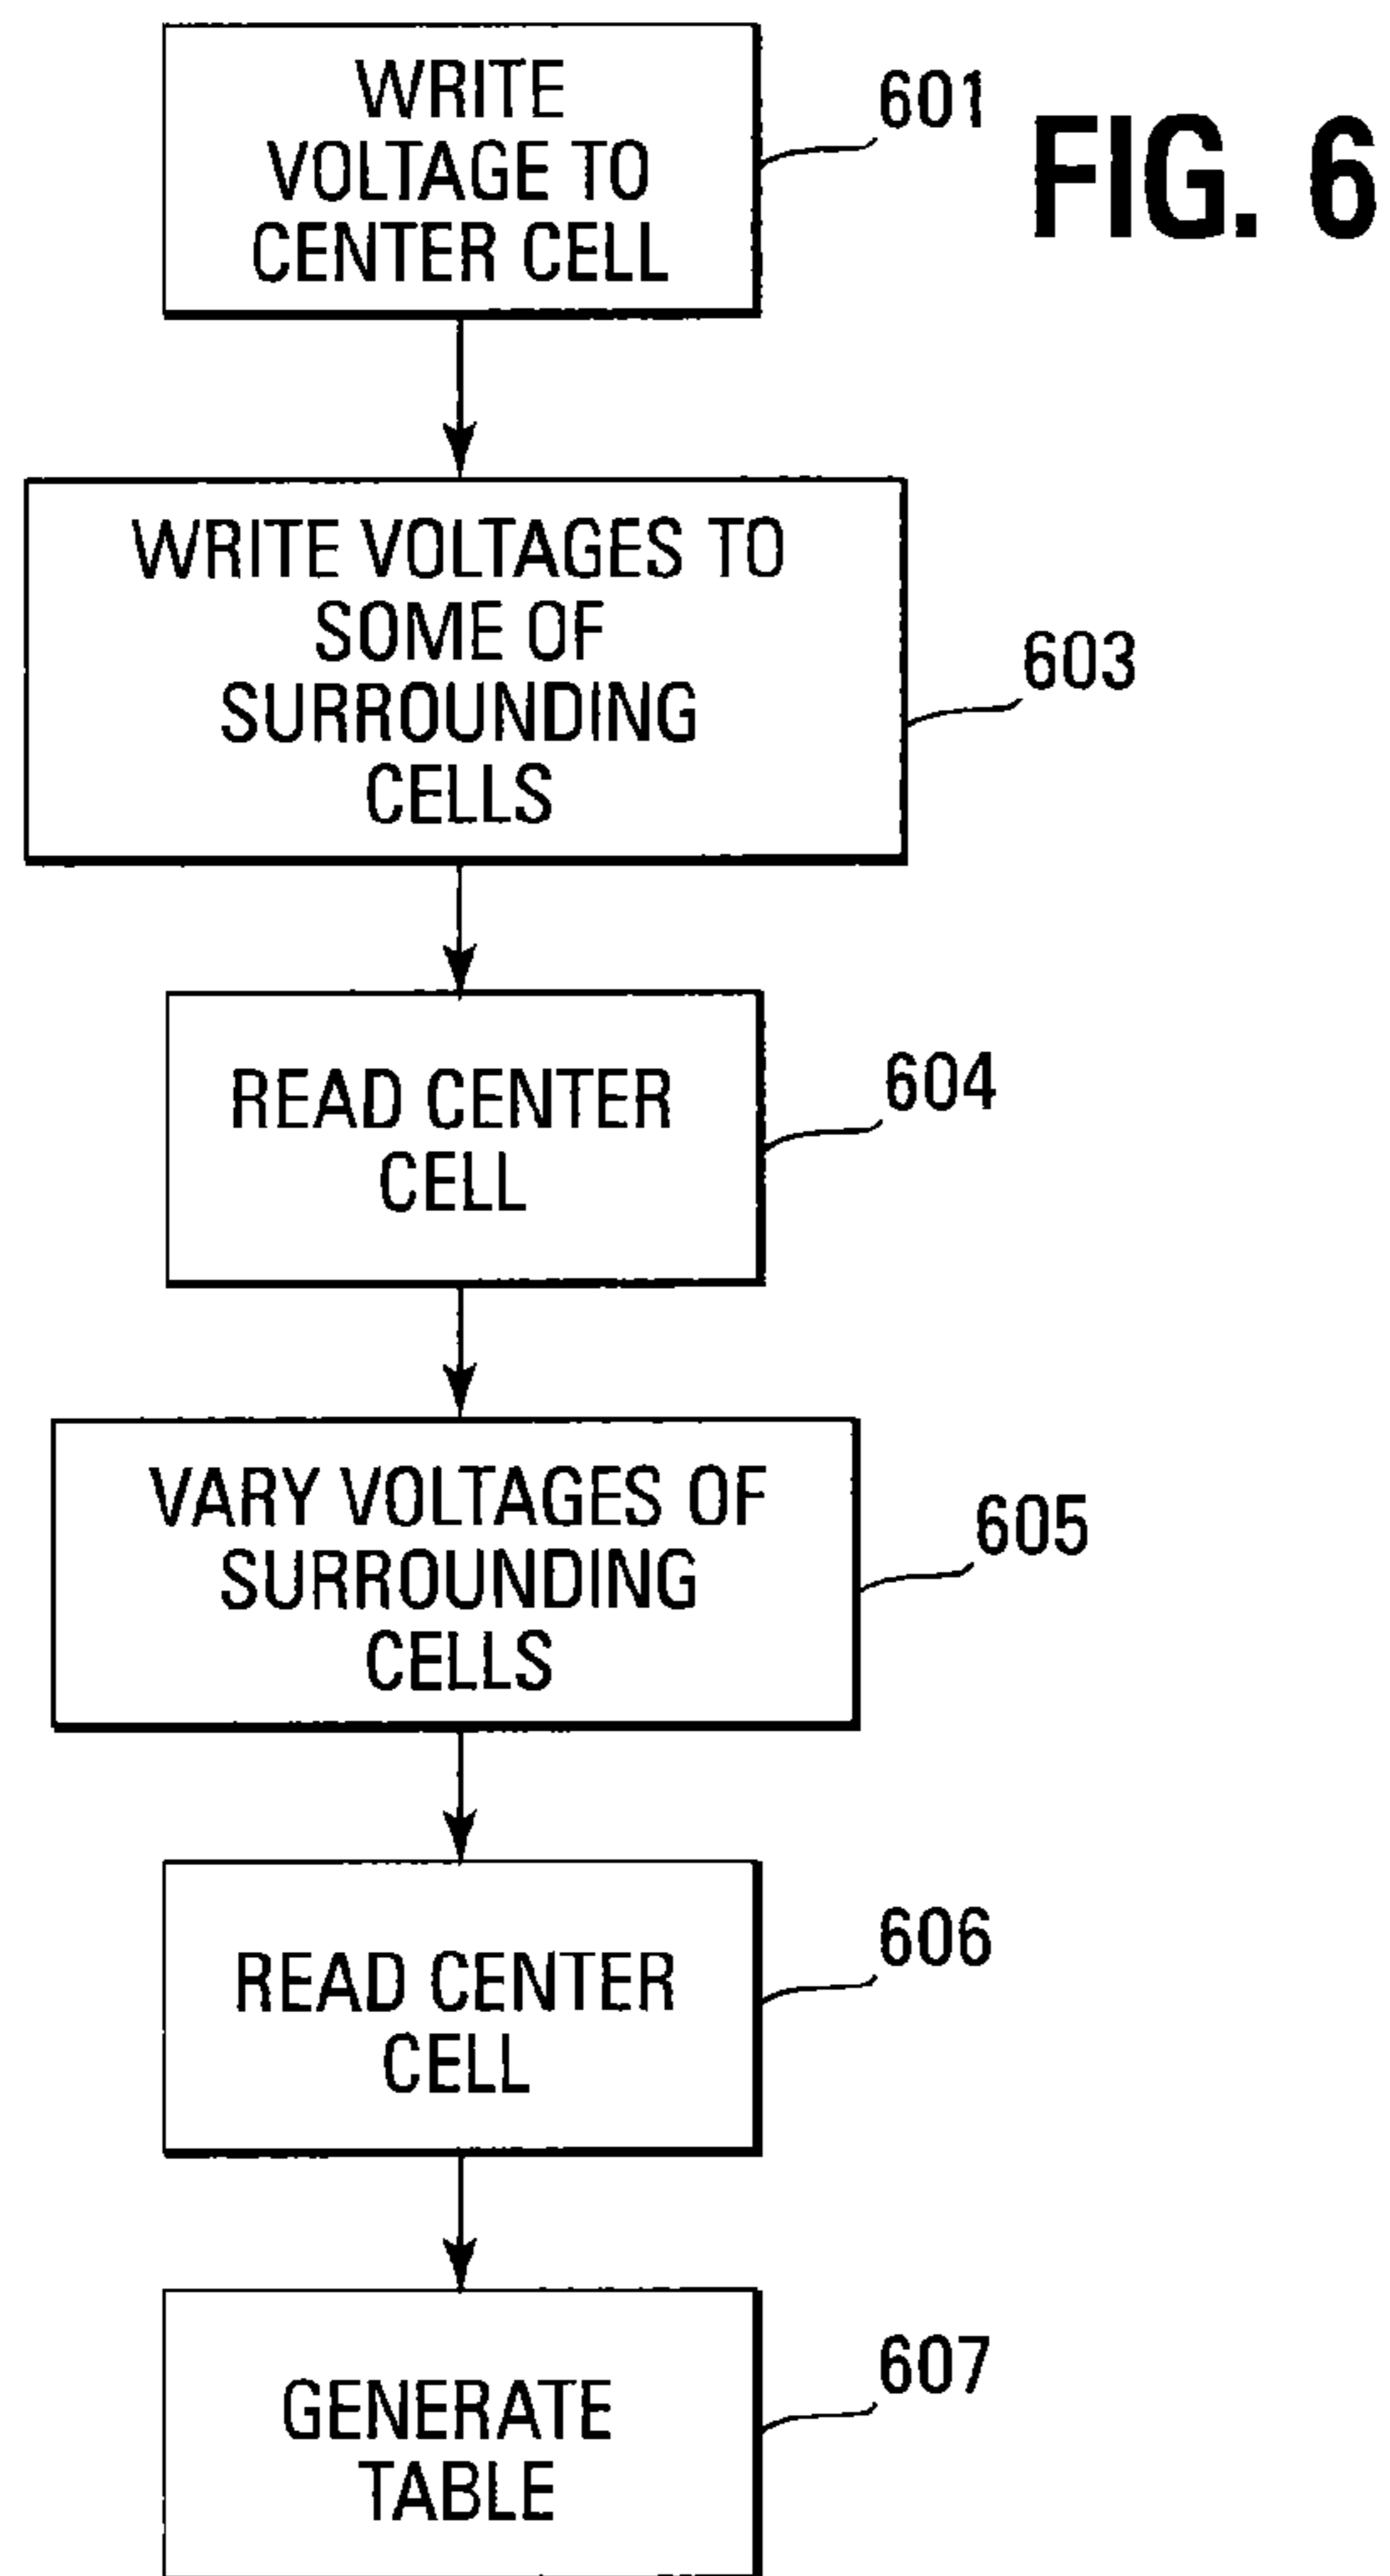 WRITE
VOLTAGE TO
CENTER CELL
601
FIG. 6
WRITE VOLTAGES TO
SOME OF
SURROUNDING
CELLS
603
READ CENTER
CELL
604
VARY VOLTAGES OF
SURROUNDING
CELLS
605
READ CENTER
CELL
606
GENERATE
TABLE
607